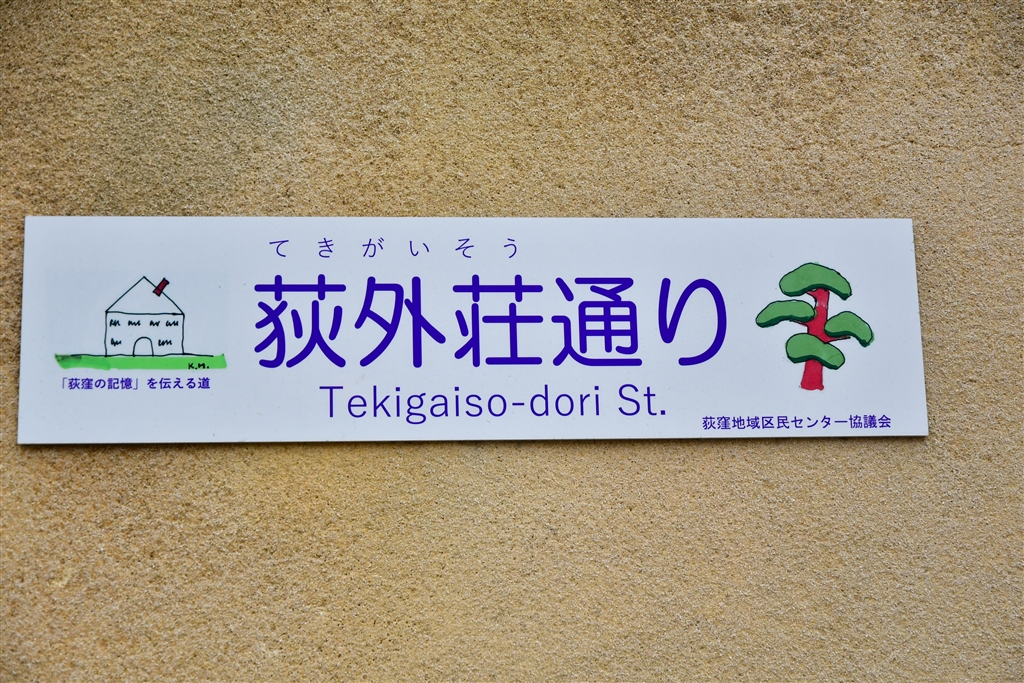 てきがいそう
荻外荘通り
Tekigaiso-dori St.
K.M.
「荻窪の記憶」を伝える道
荻窪地域区民センター協議会